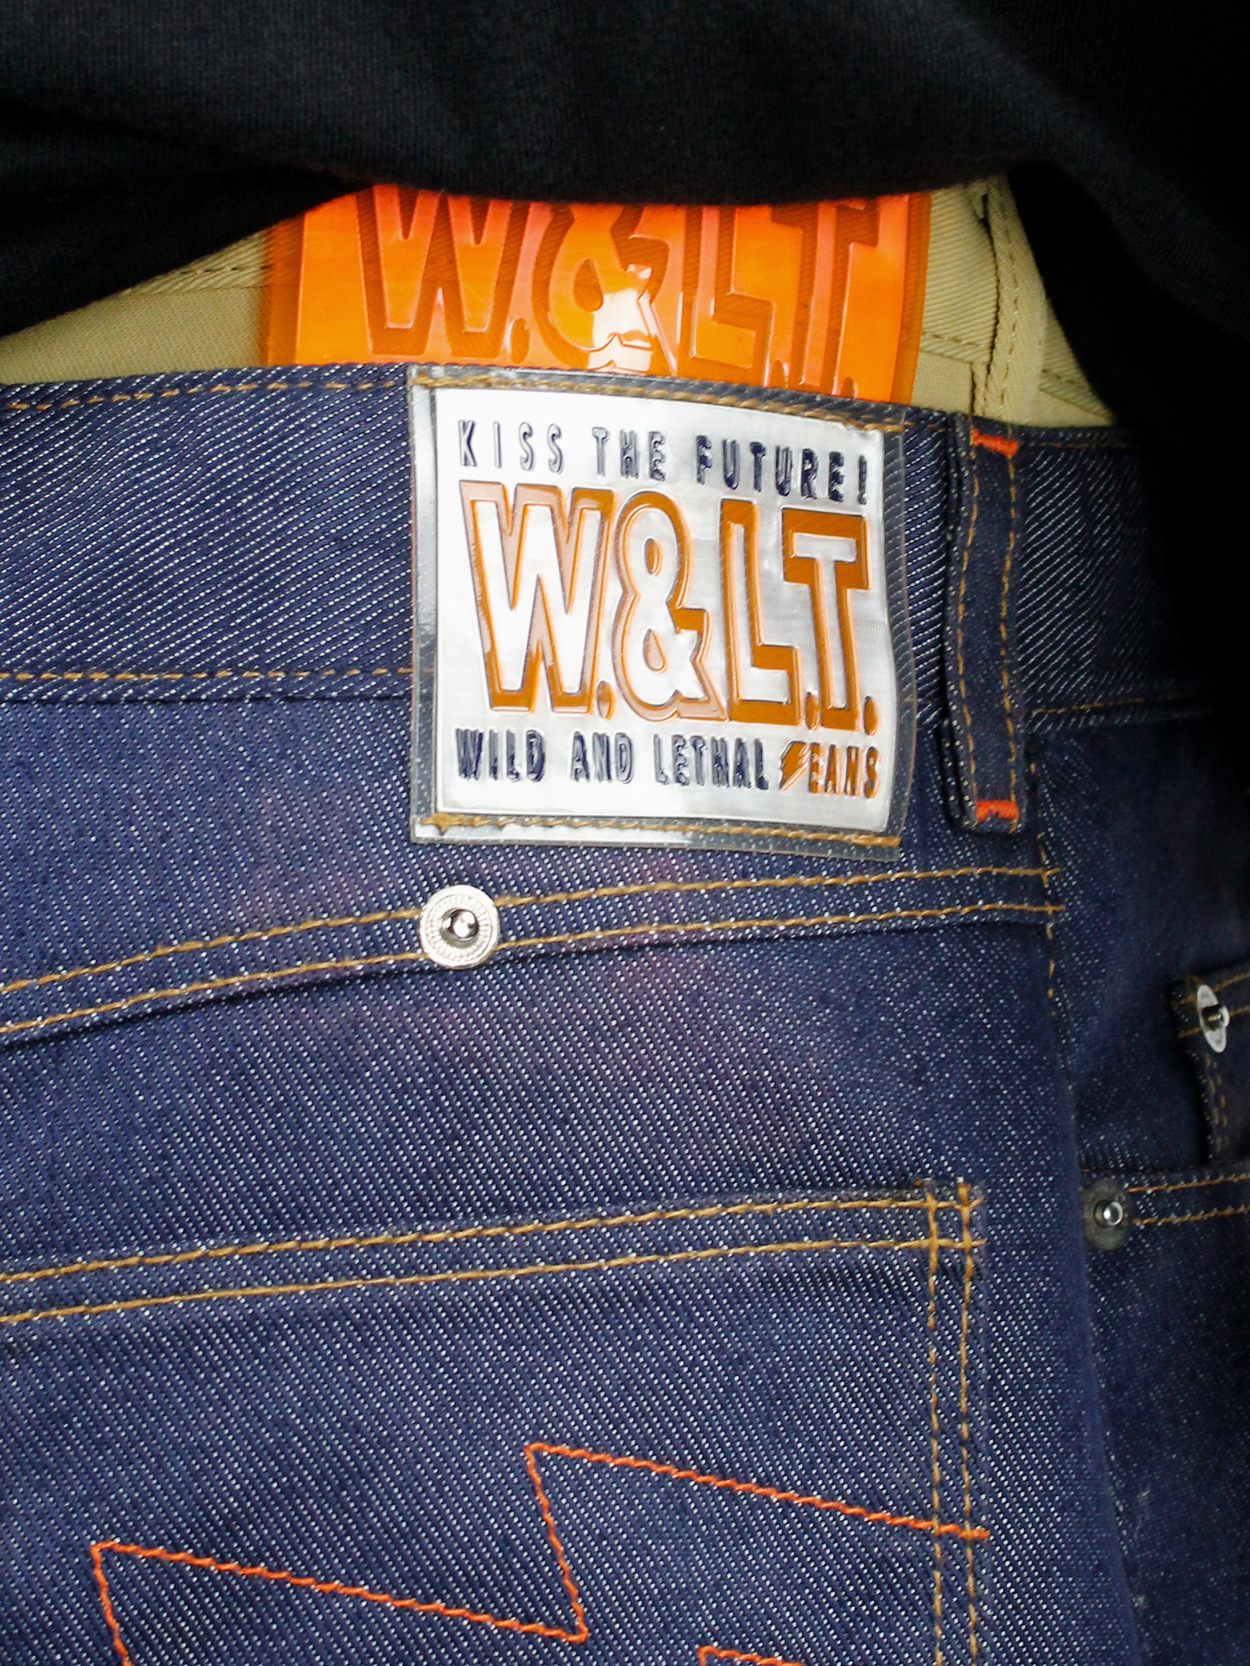 W.&L.T.
KISS THE FUTURE!
W.&L.T.
WILD AND LETHAL JEANS